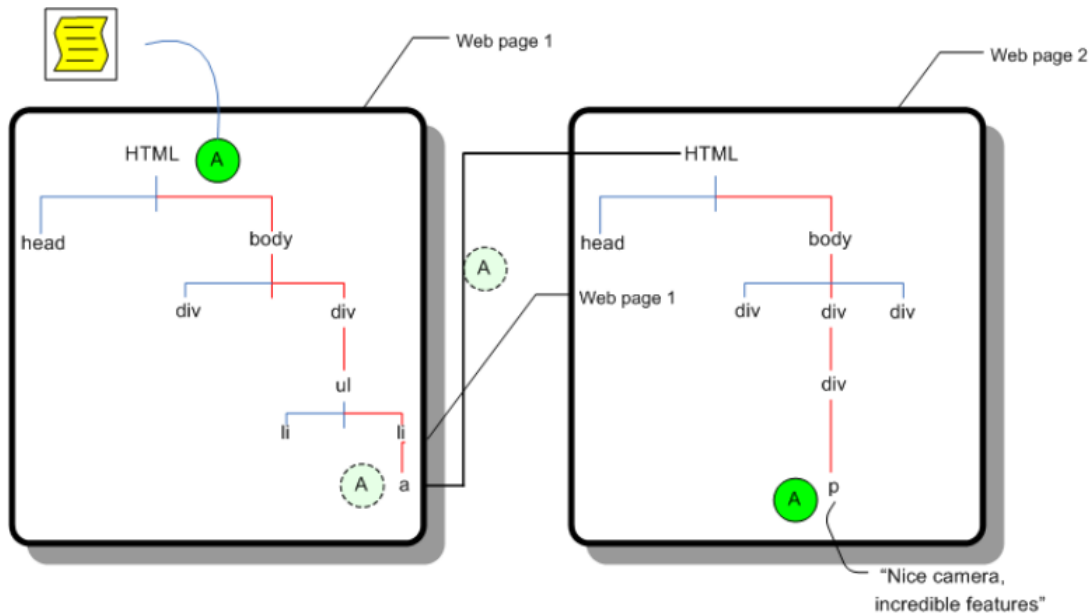 Web page 1
Web page 2
HTML
A
HTML
head
body
head
body
A
div
div
Web page 1
div
div
div
ul
div
li
li
A
a
A
p
“Nice camera,
incredible features”